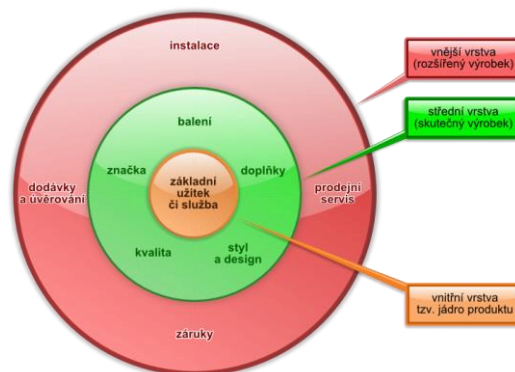 instalace
vnější vrstva
(rozšířený výrobek)
střední vrstva
(skutečný výrobek)
balení
značka
doplňky
základní
užitek
či služba
dodávky
a úvěrování
prodejní
servis
kvalita
styl
a design
vnitřní vrstva
tzv. jádro produktu
záruky